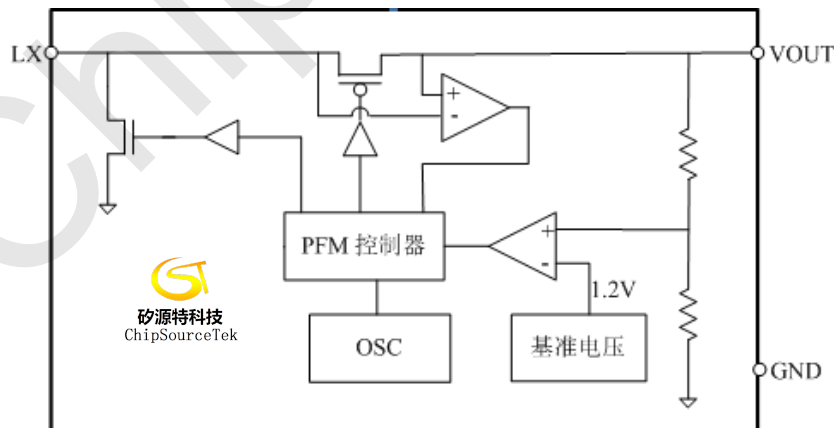 LX
VOUT
+
-
PFM 控制器
+
-
1.2V
矽源特科技
ChipSourceTek
OSC
基准电压
GND
Chip